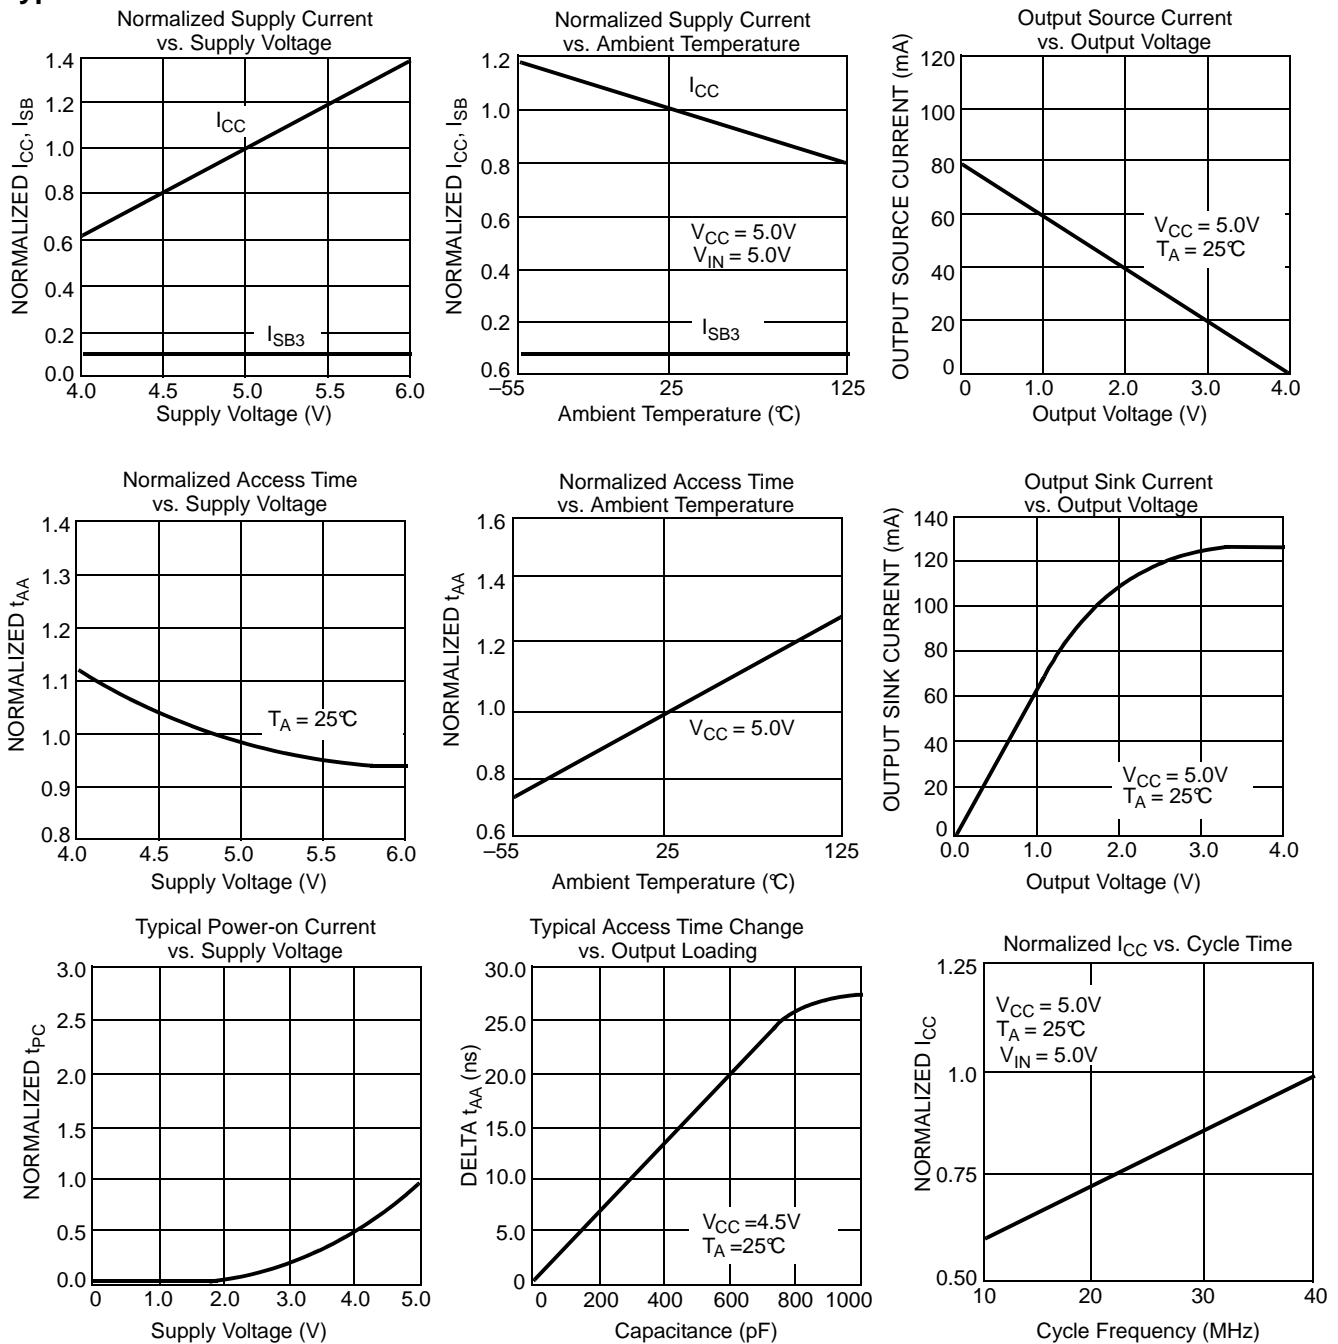 Normalized Supply Current
vs. Supply Voltage
NORMALIZED I_CC, I_SB
1.4
1.2
1.0
0.8
0.6
0.4
0.2
0.0
I_CC
I_SB3
4.0 4.5 5.0 5.5 6.0
Supply Voltage (V)
Normalized Supply Current
vs. Ambient Temperature
NORMALIZED I_CC, I_SB
1.2
1.0
0.8
0.6
0.4
0.2
0.6
I_CC
V_CC = 5.0V
V_IN = 5.0V
I_SB3
–55 25 125
Ambient Temperature (°C)
Output Source Current
vs. Output Voltage
OUTPUT SOURCE CURRENT (mA)
120
100
80
60
40
20
0
V_CC = 5.0V
T_A = 25°C
0 1.0 2.0 3.0 4.0
Output Voltage (V)
Normalized Access Time
vs. Supply Voltage
NORMALIZED t_AA
1.4
1.3
1.2
1.1
1.0
0.9
0.8
T_A = 25°C
4.0 4.5 5.0 5.5 6.0
Supply Voltage (V)
Normalized Access Time
vs. Ambient Temperature
NORMALIZED t_AA
1.6
1.4
1.2
1.0
0.8
0.6
V_CC = 5.0V
–55 25 125
Ambient Temperature (°C)
Output Sink Current
vs. Output Voltage
OUTPUT SINK CURRENT (mA)
140
120
100
80
60
40
20
0
V_CC = 5.0V
T_A = 25°C
0.0 1.0 2.0 3.0 4.0
Output Voltage (V)
Typical Power-on Current
vs. Supply Voltage
NORMALIZED t_PC
3.0
2.5
2.0
1.5
1.0
0.5
0.0
0 1.0 2.0 3.0 4.0 5.0
Supply Voltage (V)
Typical Access Time Change
vs. Output Loading
DELTA t_AA (ns)
30.0
25.0
20.0
15.0
10.0
5.0
0
V_CC =4.5V
T_A =25°C
0 200 400 600 800 1000
Capacitance (pF)
Normalized I_CC vs. Cycle Time
NORMALIZED I_CC
1.25
1.0
0.75
0.50
V_CC = 5.0V
T_A = 25°C
V_IN = 5.0V
10 20 30 40
Cycle Frequency (MHz)